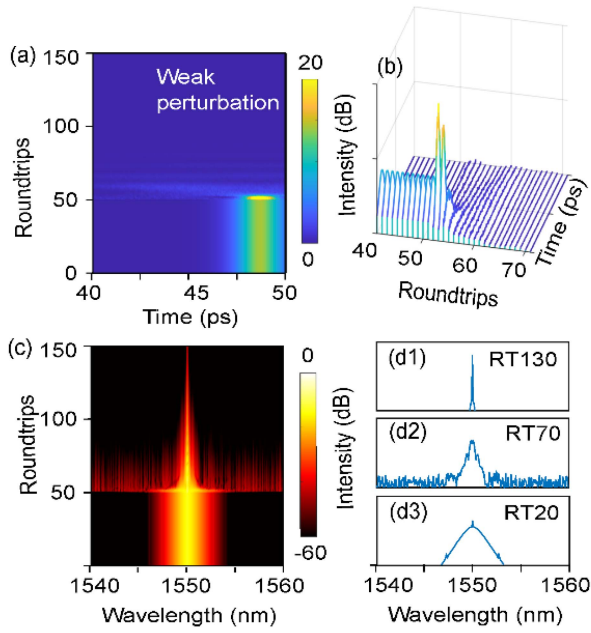 (a)
Weak
perturbation
150
100
50
0
Roundtrips
40
45
50
Time (ps)
20
0
Intensity (dB)
(b)
40
50
60
70
Roundtrips
Time (ps)
(c)
150
100
50
Roundtrips
1540
1550
1560
Wavelength (nm)
0
-60
Intensity (dB)
(d1)
RT130
(d2)
RT70
(d3)
RT20
1540
1550
1560
Wavelength (nm)